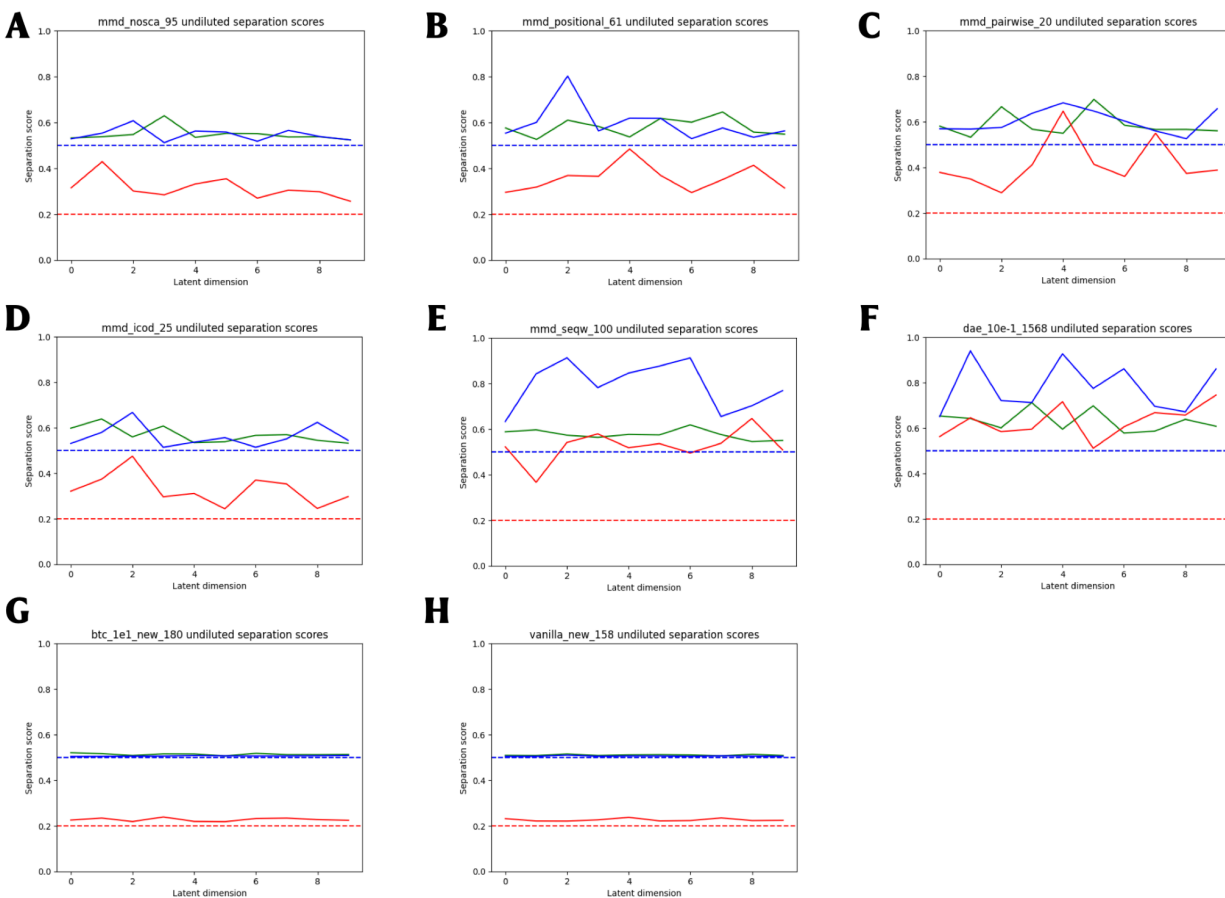 A
mmd_nosca_95 undiluted separation scores
1.0
0.8
0.6
0.4
0.2
0.0
Separation score
0 2 4 6 8
Latent dimension
B
mmd_positional_61 undiluted separation scores
1.0
0.8
0.6
0.4
0.2
0.0
Separation score
0 2 4 6 8
Latent dimension
C
mmd_pairwise_20 undiluted separation scores
1.0
0.8
0.6
0.4
0.2
0.0
Separation score
0 2 4 6 8
Latent dimension
D
mmd_icod_25 undiluted separation scores
1.0
0.8
0.6
0.4
0.2
0.0
Separation score
0 2 4 6 8
Latent dimension
E
mmd_seqw_100 undiluted separation scores
1.0
0.8
0.6
0.4
0.2
0.0
Separation score
0 2 4 6 8
Latent dimension
F
dae_10e-1_1568 undiluted separation scores
1.0
0.8
0.6
0.4
0.2
0.0
Separation score
0 2 4 6 8
Latent dimension
G
btc_1e1_new_180 undiluted separation scores
1.0
0.8
0.6
0.4
0.2
0.0
Separation score
0 2 4 6 8
Latent dimension
H
vanilla_new_158 undiluted separation scores
1.0
0.8
0.6
0.4
0.2
0.0
Separation score
0 2 4 6 8
Latent dimension